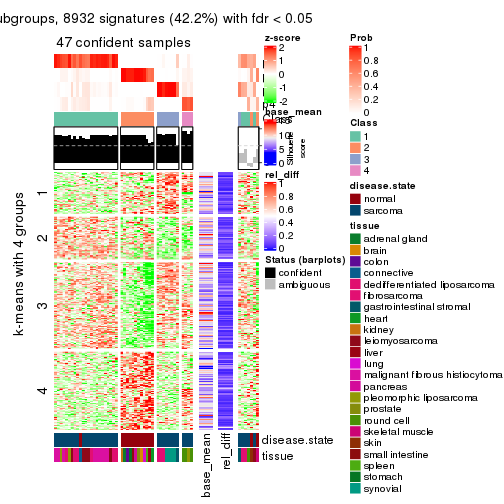 ubgroups, 8932 signatures (42.2%) with fdr < 0.05
47 confident samples
k-means with 4 groups
1
2
3
4
base_mean
rel_diff
disease.state
tissue
z-score
2
1
0
-1
-2
base_mean
10
5
0
silhouette
score
rel_diff
1
0.8
0.6
0.4
0.2
0
Status (barplots)
confident
ambiguous
Prob
1
0.8
0.6
0.4
0.2
0
Class
1
2
3
4
disease.state
normal
sarcoma
tissue
adrenal gland
brain
colon
connective
dedifferentiated liposarcoma
fibrosarcoma
gastrointestinal stromal
heart
kidney
leiomyosarcoma
liver
lung
malignant fibrous histiocytoma
pancreas
pleomorphic liposarcoma
prostate
round cell
skeletal muscle
skin
small intestine
spleen
stomach
synovial